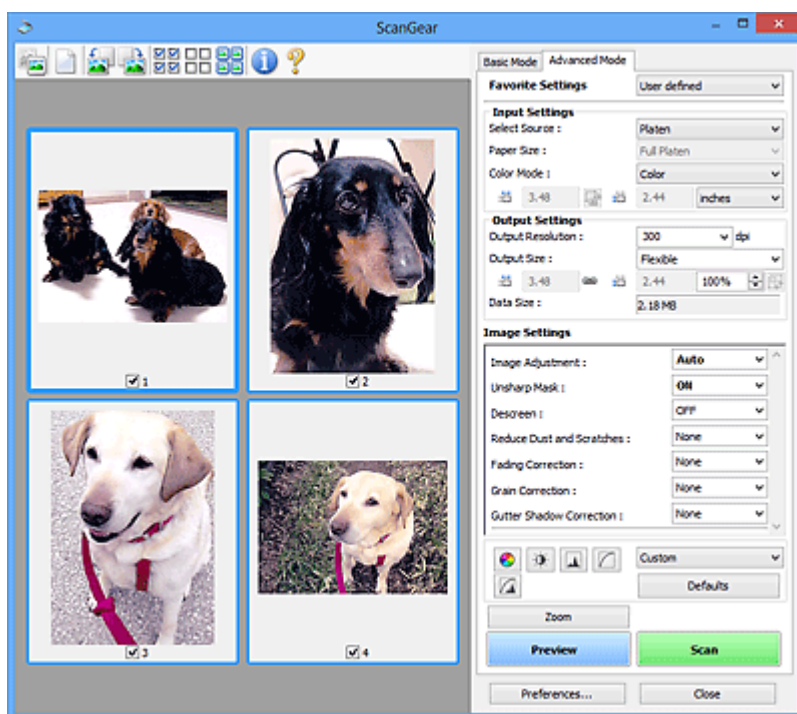 ScanGear
Basic Mode Advanced Mode
Favorite Settings User defined
Input Settings
Select Source : Platen
Paper Size : Full Platen
Color Mode : Color
3.48 2.44 inches
Output Settings
Output Resolution : 300 dpi
Output Size : Flexible
3.48 2.44 100%
Data Size : 2.18 MB
Image Settings
Image Adjustment : Auto
Unsharp Mask : ON
Descreen : OFF
Reduce Dust and Scratches : None
Fading Correction : None
Grain Correction : None
Gutter Shadow Correction : None
Custom
Defaults
Zoom
Preview Scan
Preferences... Close
1
2
3
4